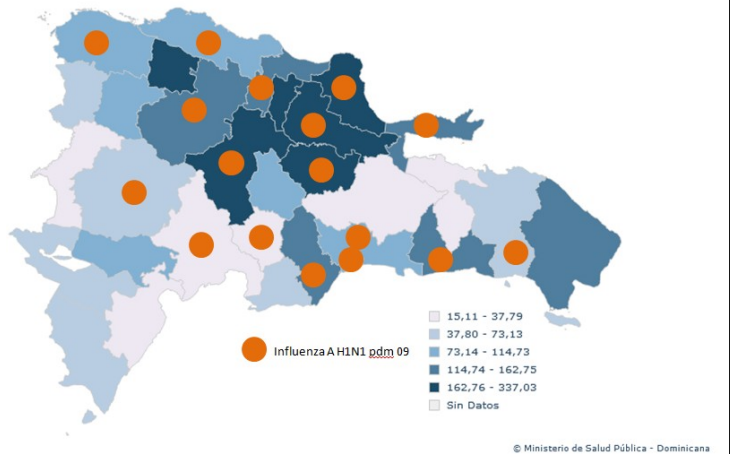 15,11 - 37,79
37,80 - 73,13
73,14 - 114,73
Influenza A H1N1 pdm 09
114,74 - 162,75
162,76 - 337,03
Sin Datos
© Ministerio de Salud Pública - Dominicana